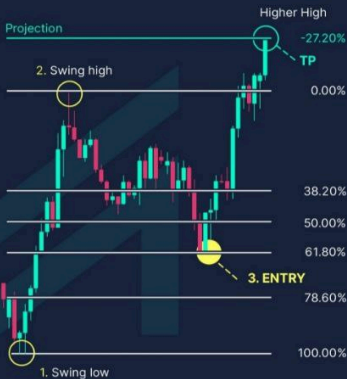 Higher High
Projection
-27.20%
TP
2. Swing high
0.00%
38.20%
50.00%
61.80%
3. ENTRY
78.60%
100.00%
1. Swing low